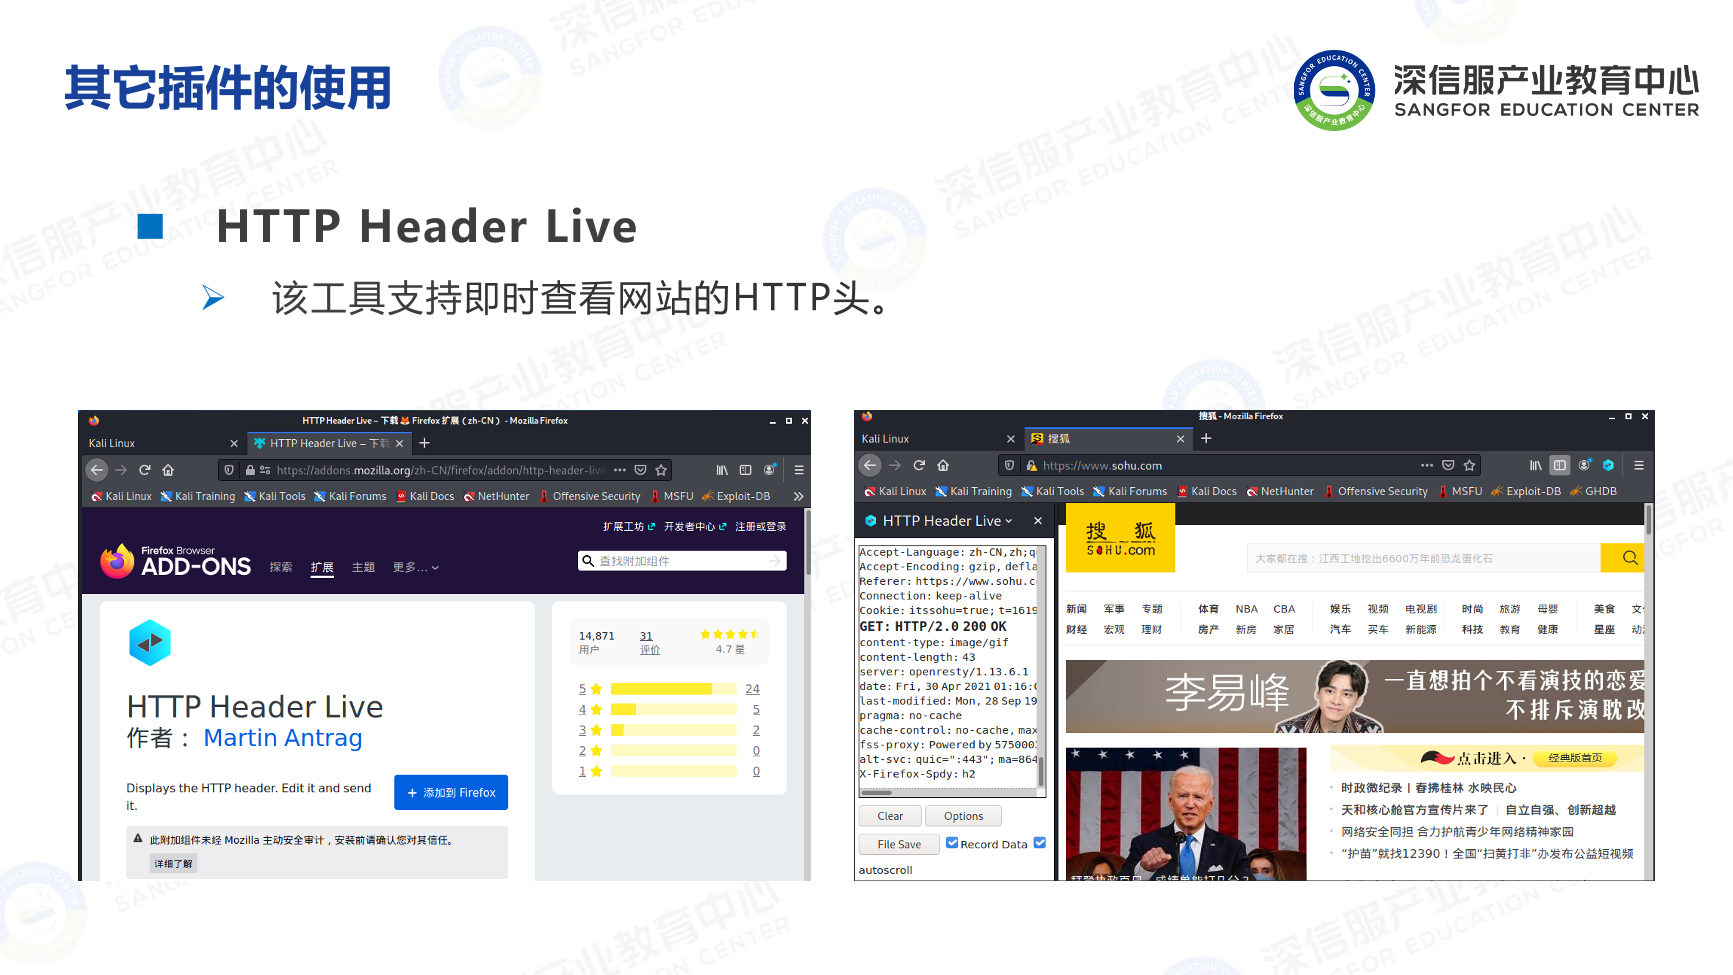 其它插件的使用
深信服产业教育中心
SANGFOR EDUCATION CENTER
HTTP Header Live
该工具支持即时查看网站的HTTP头。
HTTP Header Live – 下载 Firefox 扩展（zh-CN） - Mozilla Firefox
Kali Linux
HTTP Header Live – 下载
https://addons.mozilla.org/zh-CN/firefox/addon/http-header-live
Kali Linux Kali Training Kali Tools Kali Forums Kali Docs NetHunter Offensive Security MSFU Exploit-DB
扩展工坊 开发者中心 注册或登录
Firefox Browser
ADD-ONS 探索 扩展 主题 更多...
查找附加组件
14,871 31
用户 评价 4.7 星
5 24
4 5
3 2
2 0
1 0
HTTP Header Live
作者： Martin Antrag
Displays the HTTP header. Edit it and send
it.
+ 添加到 Firefox
此附加组件未经 Mozilla 主动安全审计，安装前请确认您对其信任。
详细了解
搜狐 - Mozilla Firefox
Kali Linux
搜狐
https://www.sohu.com
Kali Linux Kali Training Kali Tools Kali Forums Kali Docs NetHunter Offensive Security MSFU Exploit-DB GHDB
HTTP Header Live
Accept-Language: zh-CN,zh;q
Accept-Encoding: gzip, defla
Referer: https://www.sohu.c
Connection: keep-alive
Cookie: itssohu=true; t=1619
GET: HTTP/2.0 200 OK
content-type: image/gif
content-length: 43
server: openresty/1.13.6.1
date: Fri, 30 Apr 2021 01:16:0
last-modified: Mon, 28 Sep 19
pragma: no-cache
cache-control: no-cache, max
fss-proxy: Powered by 575000
alt-svc: quic=":443"; ma=864
X-Firefox-Spdy: h2
Clear Options
File Save Record Data
autoscroll
搜狐
SOHU.com
大家都在搜：江西工地挖出6600万年前恐龙蛋化石
新闻 军事 专题 体育 NBA CBA 娱乐 视频 电视剧 时尚 旅游 母婴 美食
财经 宏观 理财 房产 新房 家居 汽车 买车 新能源 科技 教育 健康 星座
李易峰
一直想拍个不看演技的恋爱
不排斥演耽改
点击进入 · 经典版首页
时政微纪录丨春拂桂林 水映民心
天和核心舱官方宣传片来了 自立自强、创新超越
网络安全同担 合力护航青少年网络精神家园
“护苗”就找12390！全国“扫黄打非”办发布公益短视频